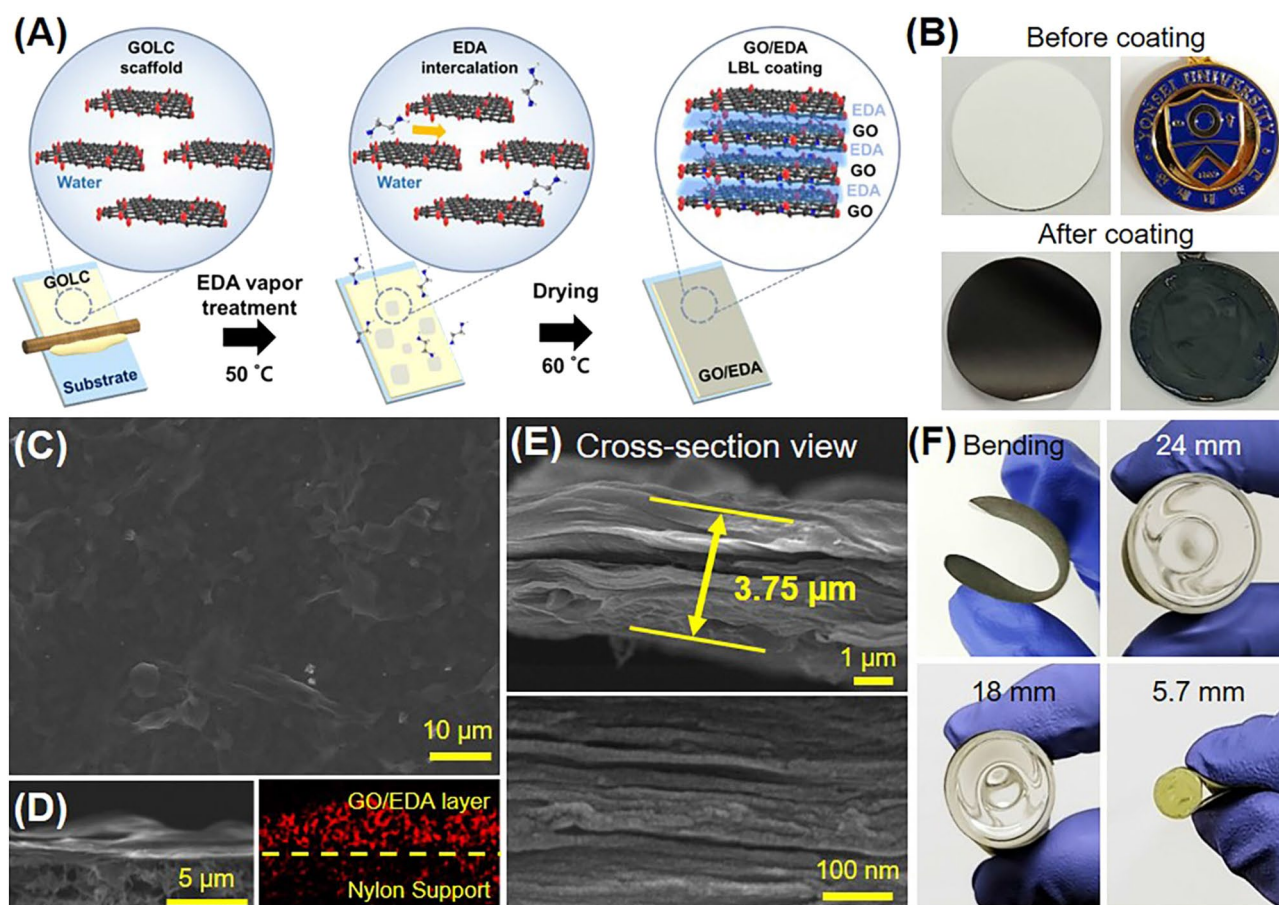 (A)
GOLC
scaffold
Water
GOLC
Substrate
EDA vapor
treatment
50 ˚C
EDA
intercalation
Water
Drying
60 ˚C
GO/EDA
LBL coating
EDA
GO
EDA
GO
EDA
GO
GO/EDA
(B)
Before coating
YONSEI UNIVERSITY
After coating
(C)
10 µm
(D)
5 µm
GO/EDA layer
Nylon Support
(E) Cross-section view
3.75 µm
1 µm
100 nm
(F) Bending
24 mm
18 mm
5.7 mm